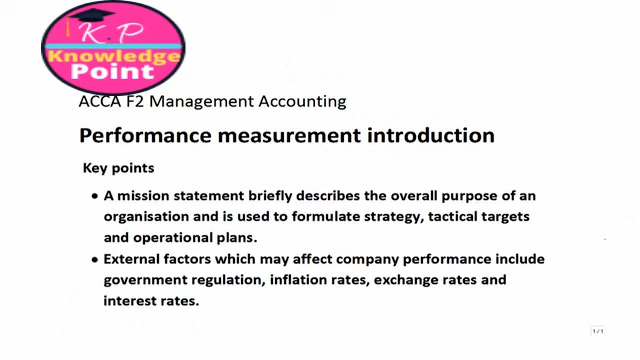 K.P
Knowledge
Point
ACCA F2 Management Accounting
Performance measurement introduction
Key points
• A mission statement briefly describes the overall purpose of an
organisation and is used to formulate strategy, tactical targets
and operational plans.
• External factors which may affect company performance include
government regulation, inflation rates, exchange rates and
interest rates.
1/1